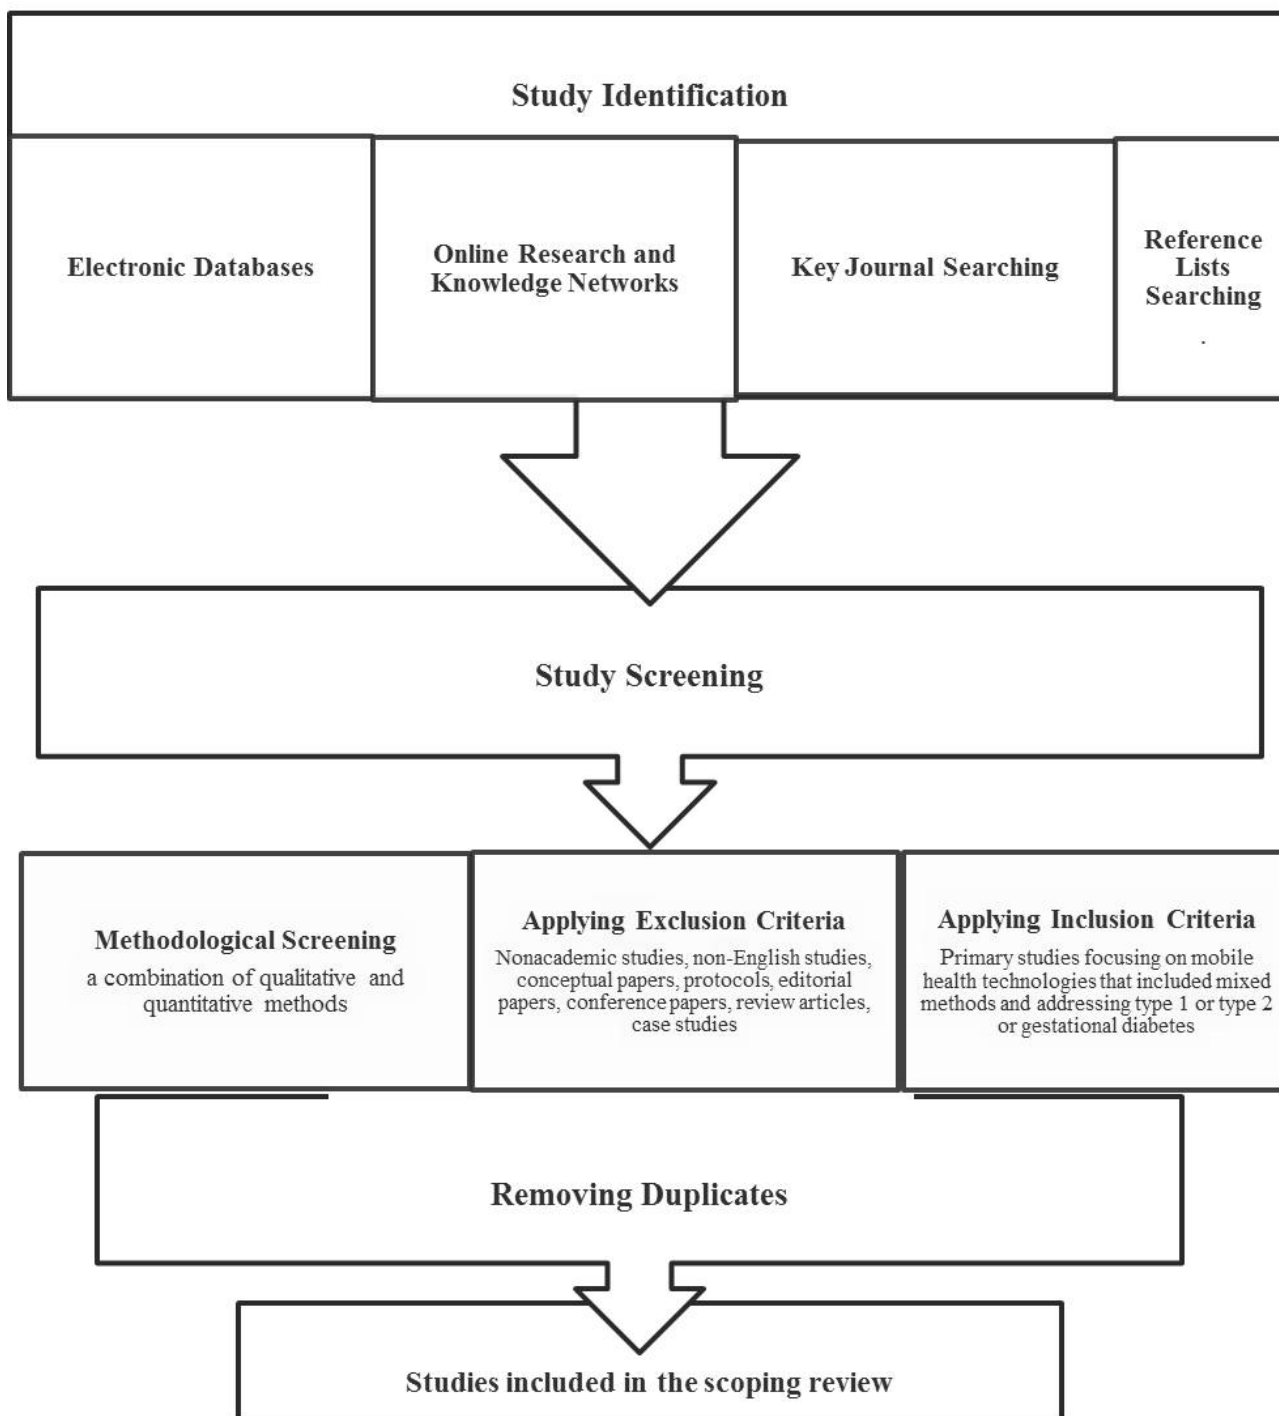 Study Identification
Electronic Databases
Online Research and
Knowledge Networks
Key Journal Searching
Reference
Lists
Searching
.
Study Screening
Methodological Screening
a combination of qualitative and
quantitative methods
Applying Exclusion Criteria
Nonacademic studies, non-English studies,
conceptual papers, protocols, editorial
papers, conference papers, review articles,
case studies
Applying Inclusion Criteria
Primary studies focusing on mobile
health technologies that included mixed
methods and addressing type 1 or type 2
or gestational diabetes
Removing Duplicates
Studies included in the scoping review